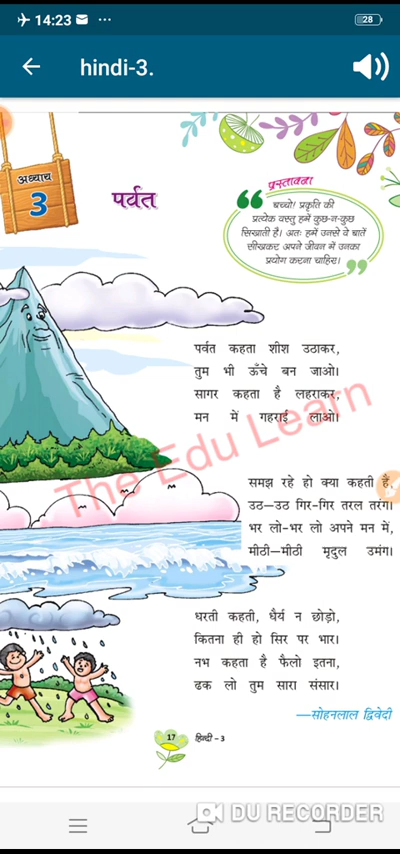 14:23
28
hindi-3.
अध्याय
3
पर्वत
प्रस्तावना
बच्चो! प्रकृति की
प्रत्येक वस्तु हमें कुछ-न-कुछ
सिखाती है। अतः हमें उनसे ये बातें
सीखकर अपने जीवन में उनका
प्रयोग करना चाहिए।
पर्वत कहता शीश उठाकर,
तुम भी ऊँचे बन जाओ।
सागर कहता है लहराकर,
मन में गहराई लाओ।
The Edu Learn
समझ रहे हो क्या कहती हैं,
उठ-उठ गिर-गिर तरल तरंग।
भर लो-भर लो अपने मन में,
मीठी-मीठी मृदुल उमंग।
धरती कहती, धैर्य न छोड़ो,
कितना ही हो सिर पर भार।
नभ कहता है फैलो इतना,
ढक लो तुम सारा संसार।
—सोहनलाल द्विवेदी
17 हिन्दी - 3
DU RECORDER